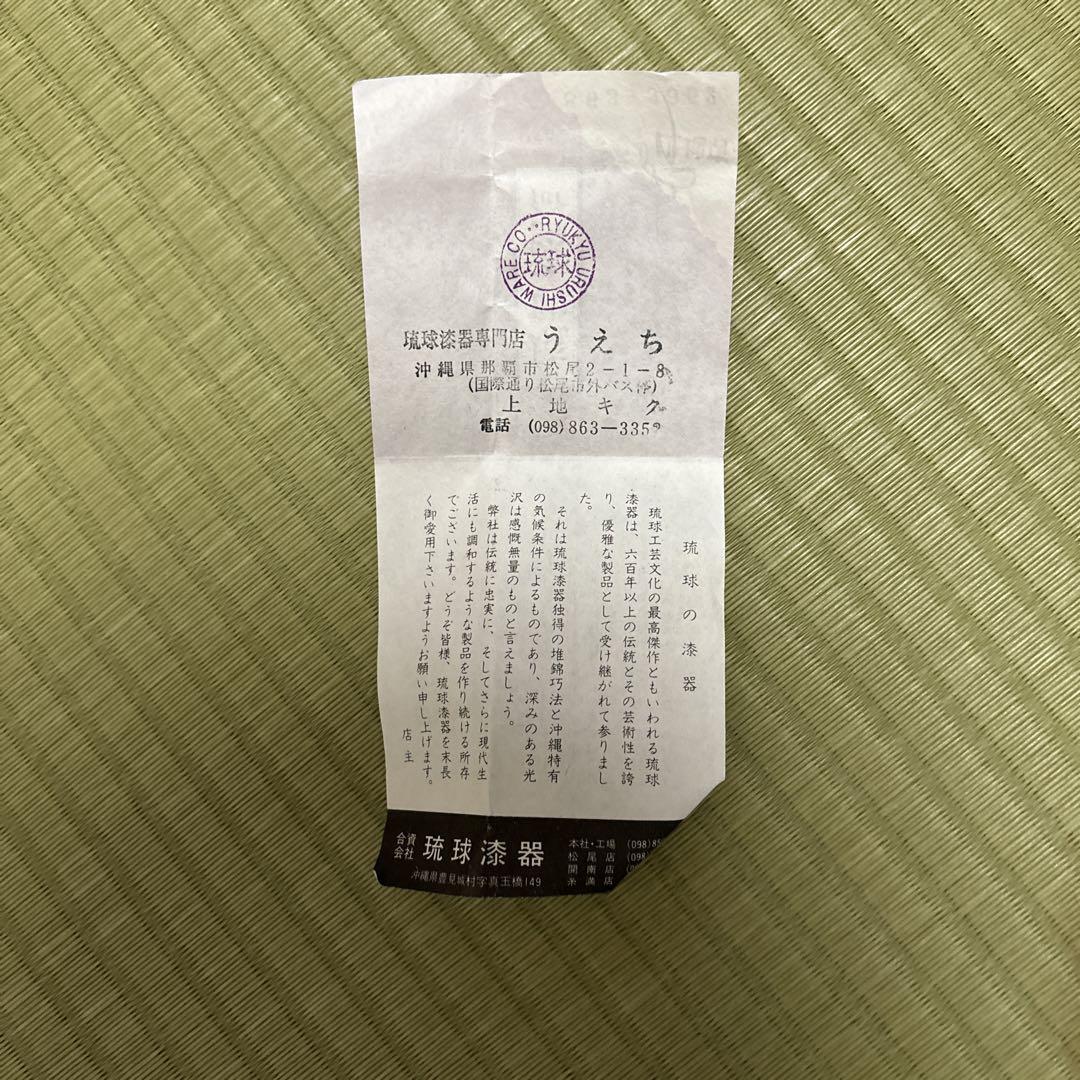 RYUKYU URUSHI WARE CO.
琉球
琉球漆器専門店 うえち
沖縄県那覇市松尾2-1-8
(国際通り松尾市外バス停)
上地キク
電話 (098)863-335
琉球の漆器
琉球工芸文化の最高傑作ともいわれる琉球
漆器は、六百年以上の伝統とその芸術性を誇
り、優雅な製品として受け継がれて参りまし
た。
それは琉球漆器独得の堆錦巧法と沖縄特有
の気候条件によるものであり、深みのある光
沢は感慨無量のものと言えましょう。
弊社は伝統に忠実に、そしてさらに現代生
活にも調和するような製品を作り続ける所存
でございます。どうぞ皆様、琉球漆器を末長
く御愛用下さいますようお願い申し上げます。
店主
合資会社 琉球漆器
沖縄県豊見城村字真玉橋149
本社・工場 (098)85
松尾店 (09
開南店
糸満店